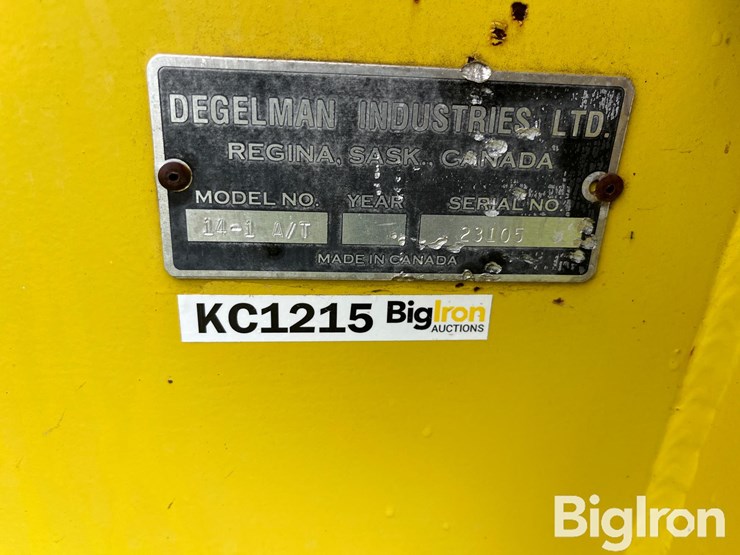 DEGELMAN INDUSTRIES, LTD.
REGINA, SASK., CANADA
MODEL NO. YEAR SERIAL NO.
14-1 A/T 23105
MADE IN CANADA
KC1215 BigIron
AUCTIONS
BigIron